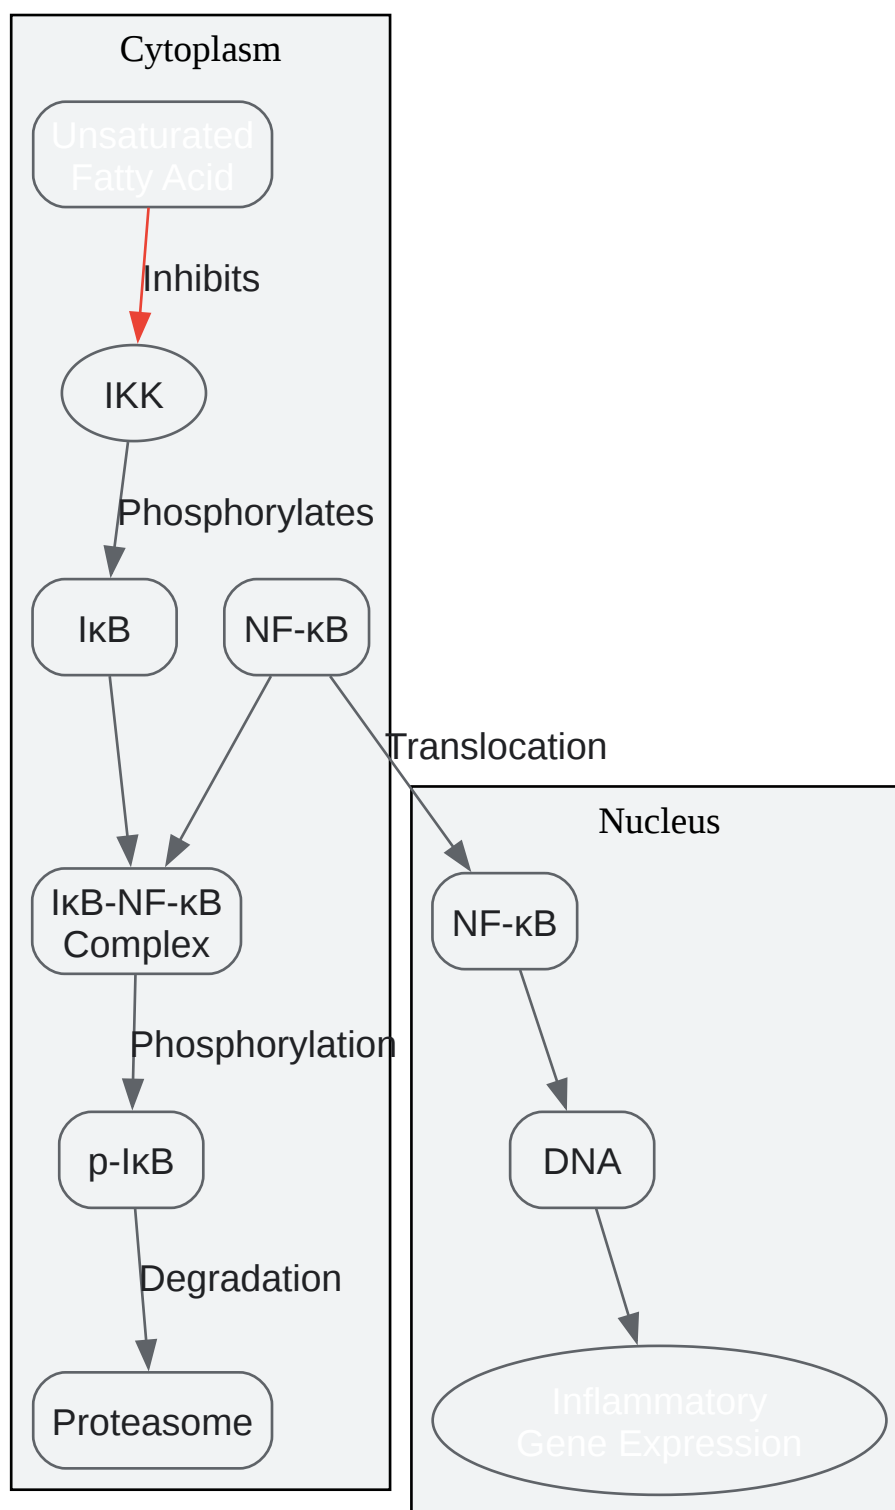 Cytoplasm
Unsaturated
Fatty Acid
Inhibits
IKK
Phosphorylates
IκB
NF-κB
Translocation
Nucleus
IκB-NF-κB
Complex
NF-κB
Phosphorylation
p-IκB
DNA
Degradation
Proteasome
Inflammatory
Gene Expression